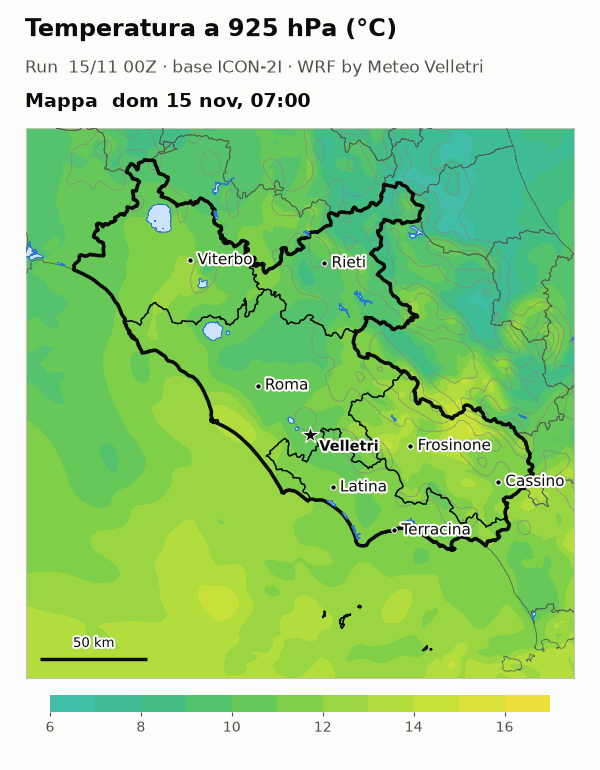 Temperatura a 925 hPa (°C)
Run  15/11 00Z · base ICON-2I · WRF by Meteo Velletri
Mappa  dom 15 nov, 07:00
Viterbo
Rieti
Roma
Velletri
Frosinone
Latina
Cassino
Terracina
50 km
6 8 10 12 14 16